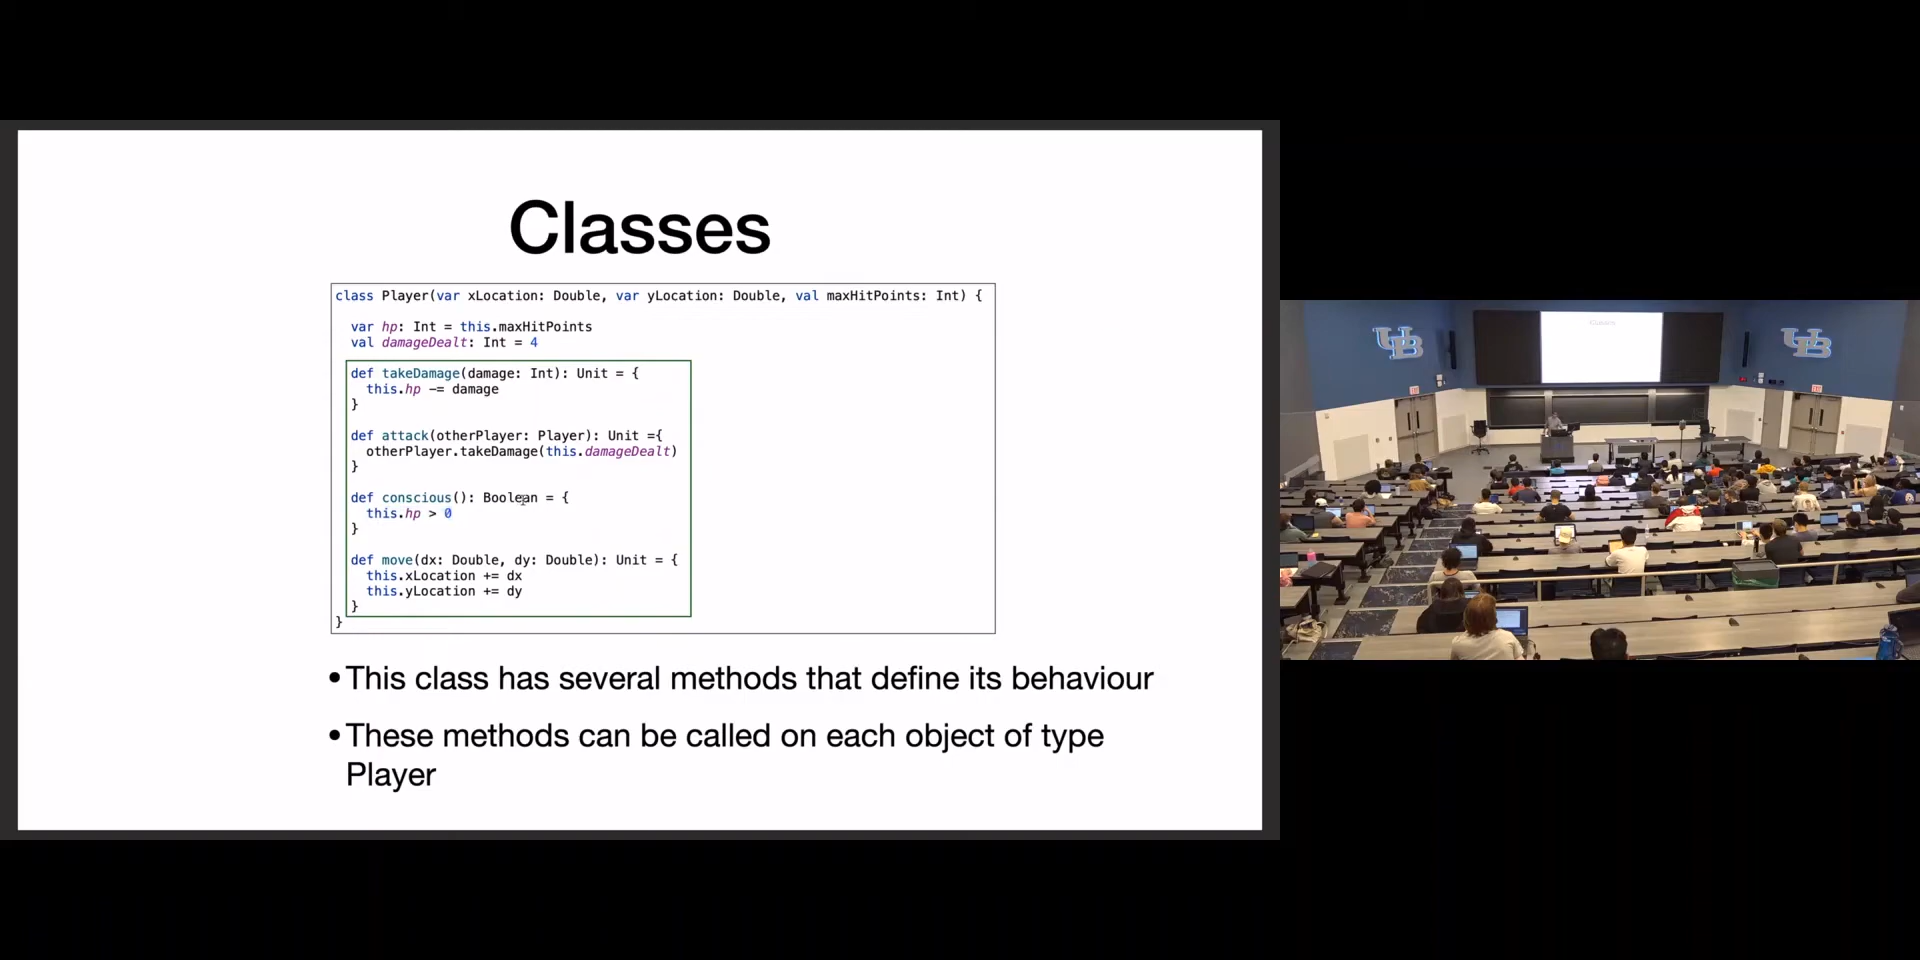 Classes
class Player(var xLocation: Double, var yLocation: Double, val maxHitPoints: Int) {
var hp: Int = this.maxHitPoints
val damageDealt: Int = 4
def takeDamage(damage: Int): Unit = {
this.hp -= damage
}
def attack(otherPlayer: Player): Unit ={
otherPlayer.takeDamage(this.damageDealt)
}
def conscious(): Boolean = {
this.hp > 0
}
def move(dx: Double, dy: Double): Unit = {
this.xLocation += dx
this.yLocation += dy
}
}
•This class has several methods that define its behaviour
•These methods can be called on each object of type
Player
UB
Classes
UB